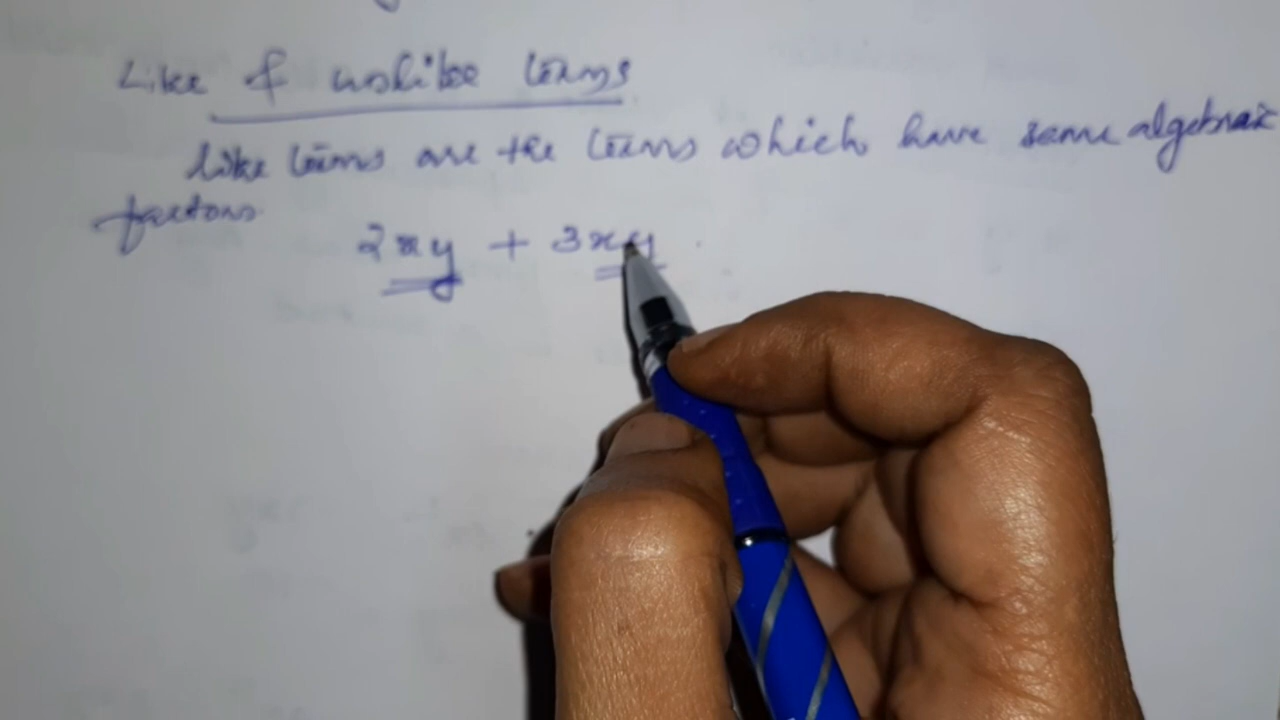 Like & unlike terms
like terms are the terms which have same algebraic
factors
2xy + 3xy